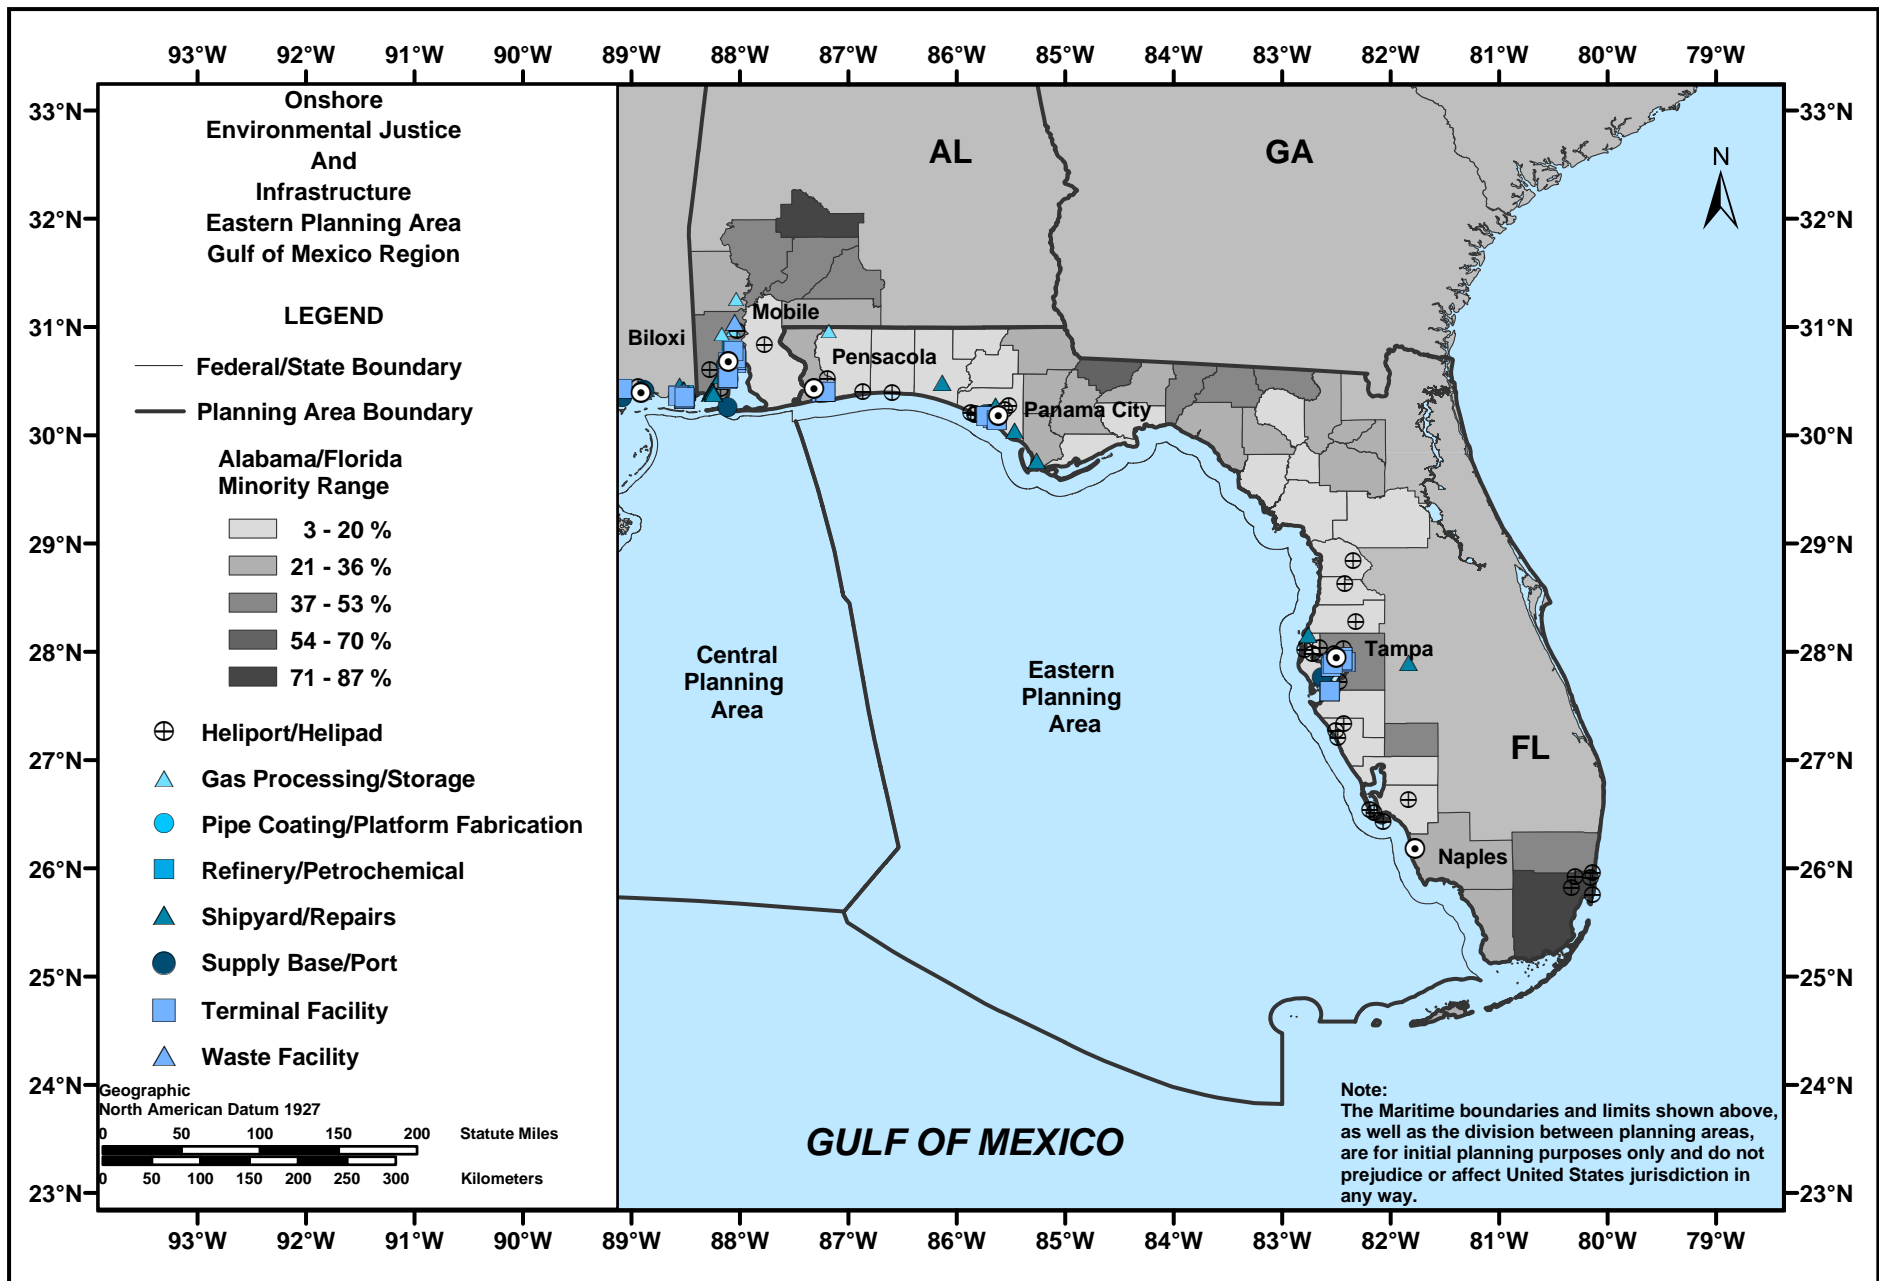 93°W 92°W 91°W 90°W 89°W 88°W 87°W 86°W 85°W 84°W 83°W 82°W 81°W 80°W 79°W
33°N
32°N
31°N
30°N
29°N
28°N
27°N
26°N
25°N
24°N
23°N
Onshore
Environmental Justice
And
Infrastructure
Eastern Planning Area
Gulf of Mexico Region
LEGEND
Federal/State Boundary
Planning Area Boundary
Alabama/Florida
Minority Range
3 - 20 %
21 - 36 %
37 - 53 %
54 - 70 %
71 - 87 %
Heliport/Helipad
Gas Processing/Storage
Pipe Coating/Platform Fabrication
Refinery/Petrochemical
Shipyard/Repairs
Supply Base/Port
Terminal Facility
Waste Facility
Geographic
North American Datum 1927
0 50 100 150 200 Statute Miles
0 50 100 150 200 250 300 Kilometers
AL
GA
N
Mobile
Biloxi
Pensacola
Panama City
Tampa
FL
Naples
Central
Planning
Area
Eastern
Planning
Area
GULF OF MEXICO
Note:
The Maritime boundaries and limits shown above,
as well as the division between planning areas,
are for initial planning purposes only and do not
prejudice or affect United States jurisdiction in
any way.
33°N
32°N
31°N
30°N
29°N
28°N
27°N
26°N
25°N
24°N
23°N
93°W 92°W 91°W 90°W 89°W 88°W 87°W 86°W 85°W 84°W 83°W 82°W 81°W 80°W 79°W